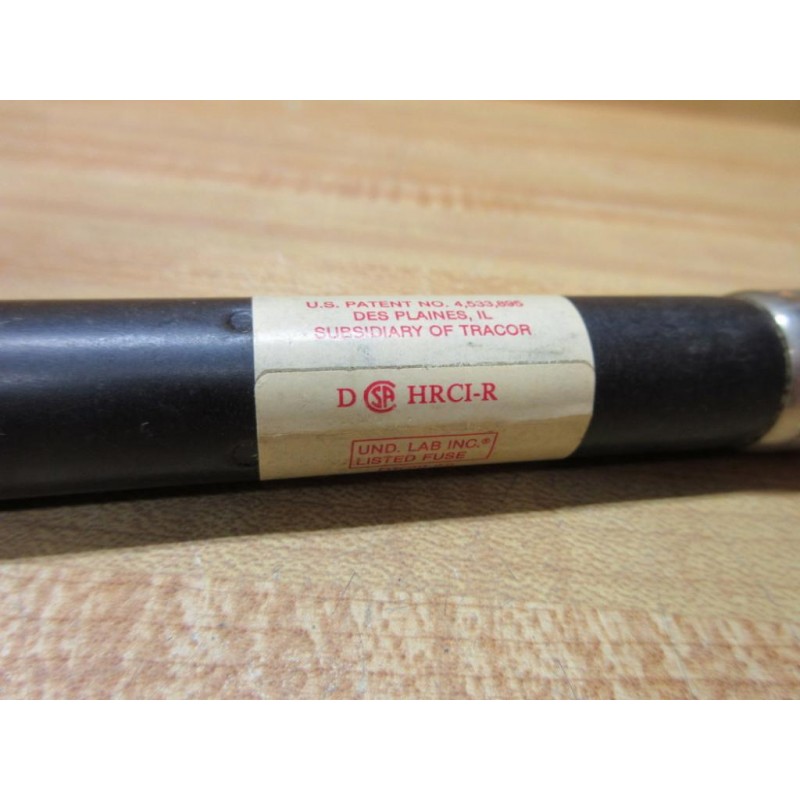 U.S. PATENT NO. 4,533,895
DES PLAINES, IL
SUBSIDIARY OF TRACOR
D SA HRCI-R
UND. LAB INC.®
LISTED FUSE